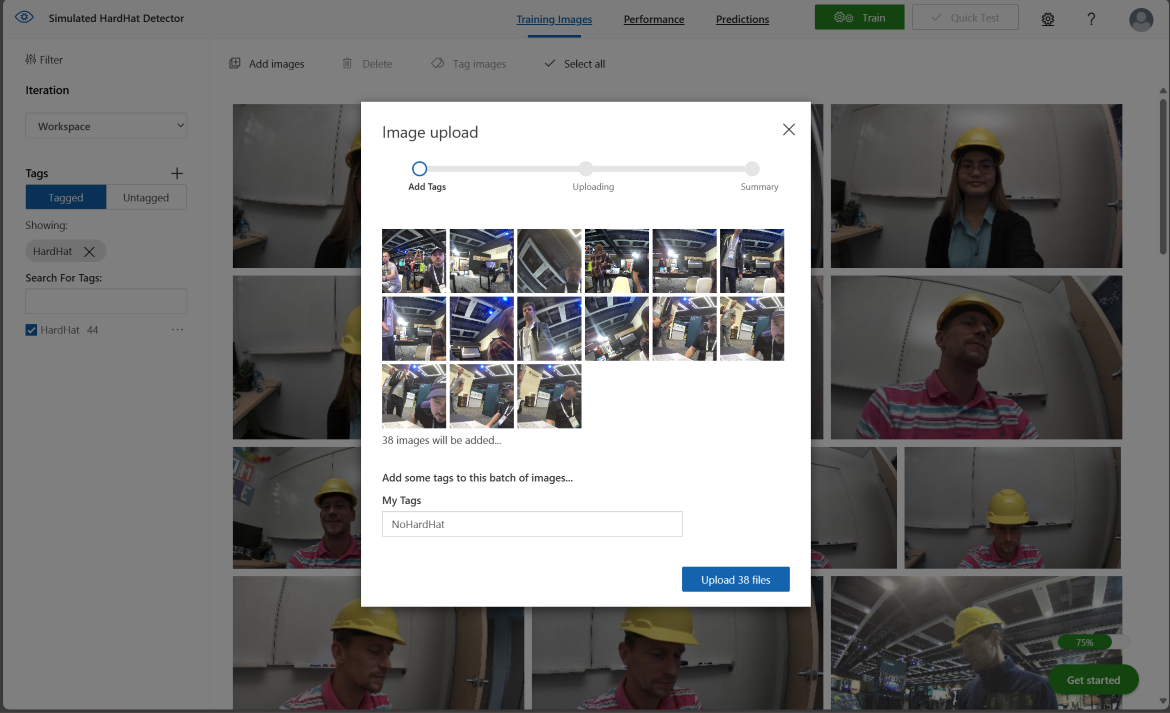 Simulated HardHat Detector
Training Images
Performance
Predictions
Train
Quick Test
?
Filter
Add images
Delete
Tag images
Select all
Iteration
Workspace
Tags
Tagged
Untagged
Showing:
HardHat
Search For Tags:
HardHat 44
Image upload
Add Tags
Uploading
Summary
38 images will be added...
Add some tags to this batch of images...
My Tags
NoHardHat
Upload 38 files
75%
Get started